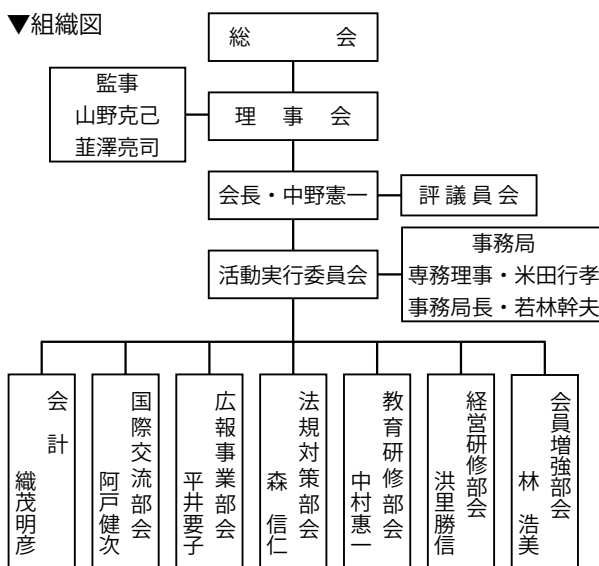 ▼組織図
総　会
監事
山野克己
韮澤亮司
理　事　会
会長・中野憲一
評議員会
活動実行委員会
事務局
専務理事・米田行孝
事務局長・若林幹夫
会員増強部会
林　浩美
経営研修部会
洪里勝信
教育研修部会
中村惠一
法規対策部会
森　信仁
広報事業部会
平井要子
国際交流部会
阿戸健次
会　計
織茂明彦